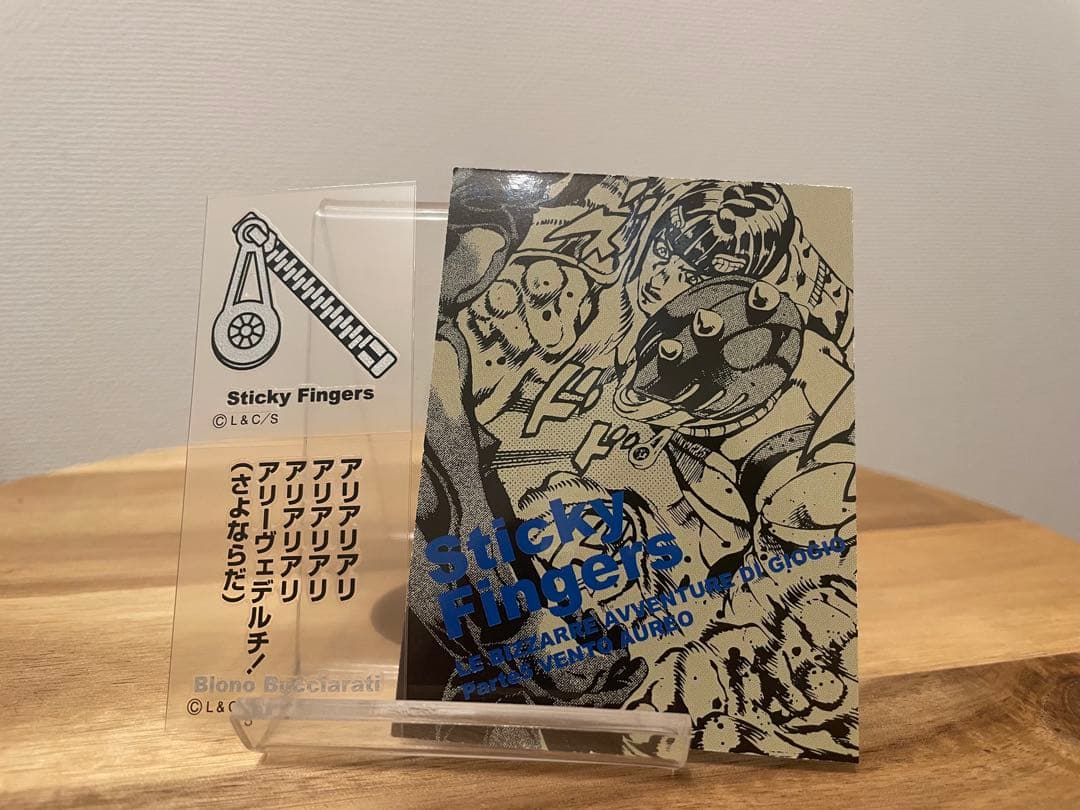 Sticky Fingers
©L&C/S
アリアリアリ
アリアリアリ
アリアリアリ
アリーヴェデルチ！
（さよならだ）
Blono Bucciarati
©L&C/S
ドド
Sticky
Fingers
LE BIZZARRE AVVENTURE DI GIOGIO
Parte5 VENTO AUREO